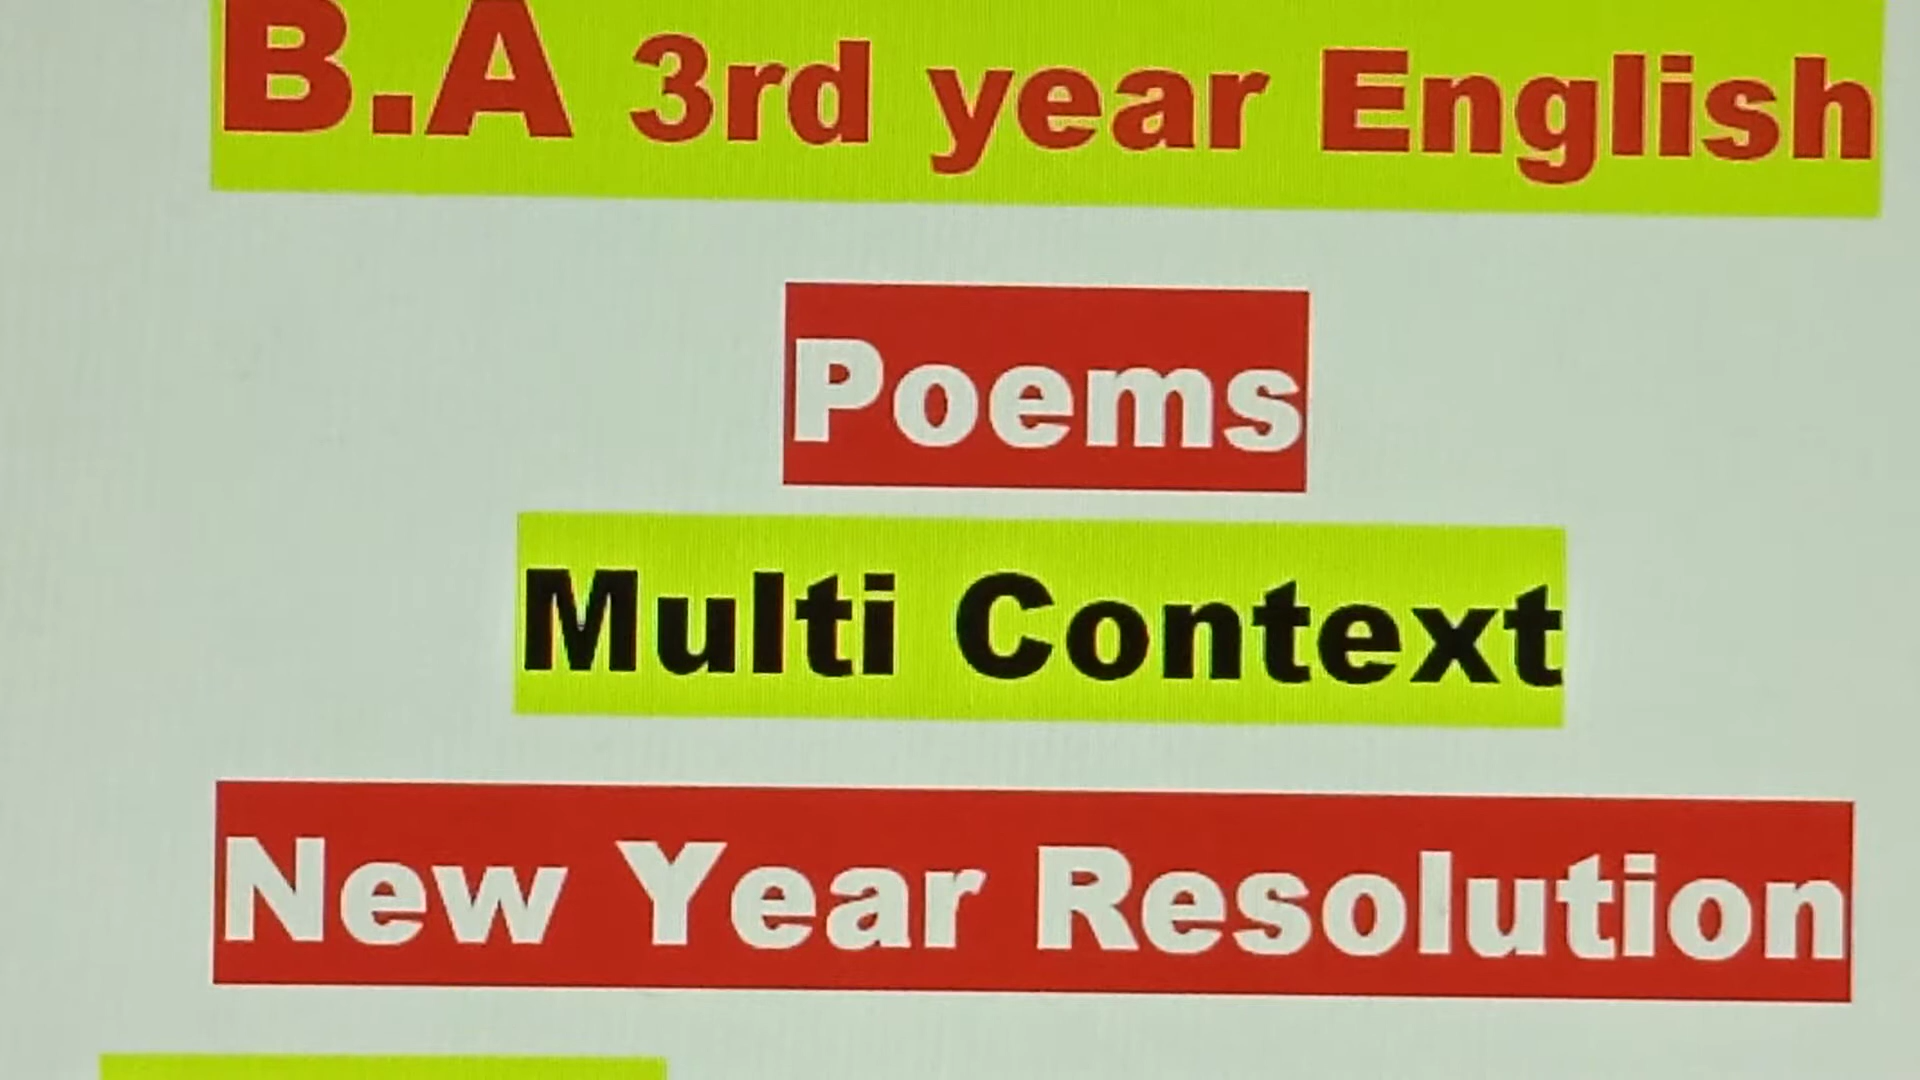 B.A 3rd year English
Poems
Multi Context
New Year Resolution